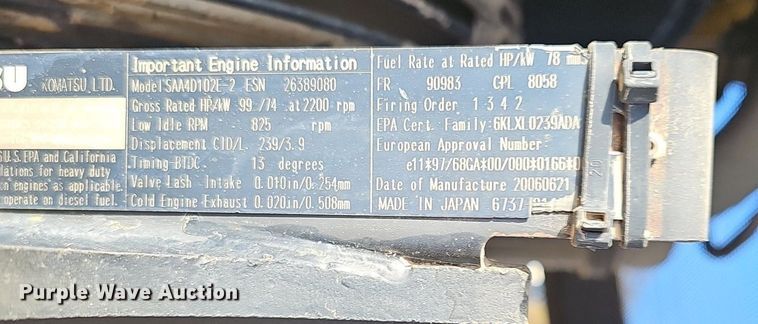 KOMATSU, LTD.
U.S. EPA and California
lations for heavy duty
on engines as applicable.
operate on diesel fuel.
Important Engine Information
Model SAA4D102E-2 ESN 26389080
Gross Rated HP/kW 99 /74 at 2200 rpm
Low Idle RPM 825 rpm
Displacement CID/L 239/3.9
Timing-BTDC 13 degrees
Valve Lash Intake 0.010in/0.254mm
Cold Engine Exhaust 0.020in/0.508mm
Fuel Rate at Rated HP/kW 78 mm
FR 90983 CPL 8058
Firing Order 1 3 4 2
EPA Cert. Family: 6KLXL0239ADA
European Approval Number
e11*97/68GA*00/000*0166*0
Date of Manufacture 20060621
MADE IN JAPAN 6737
Purple Wave Auction